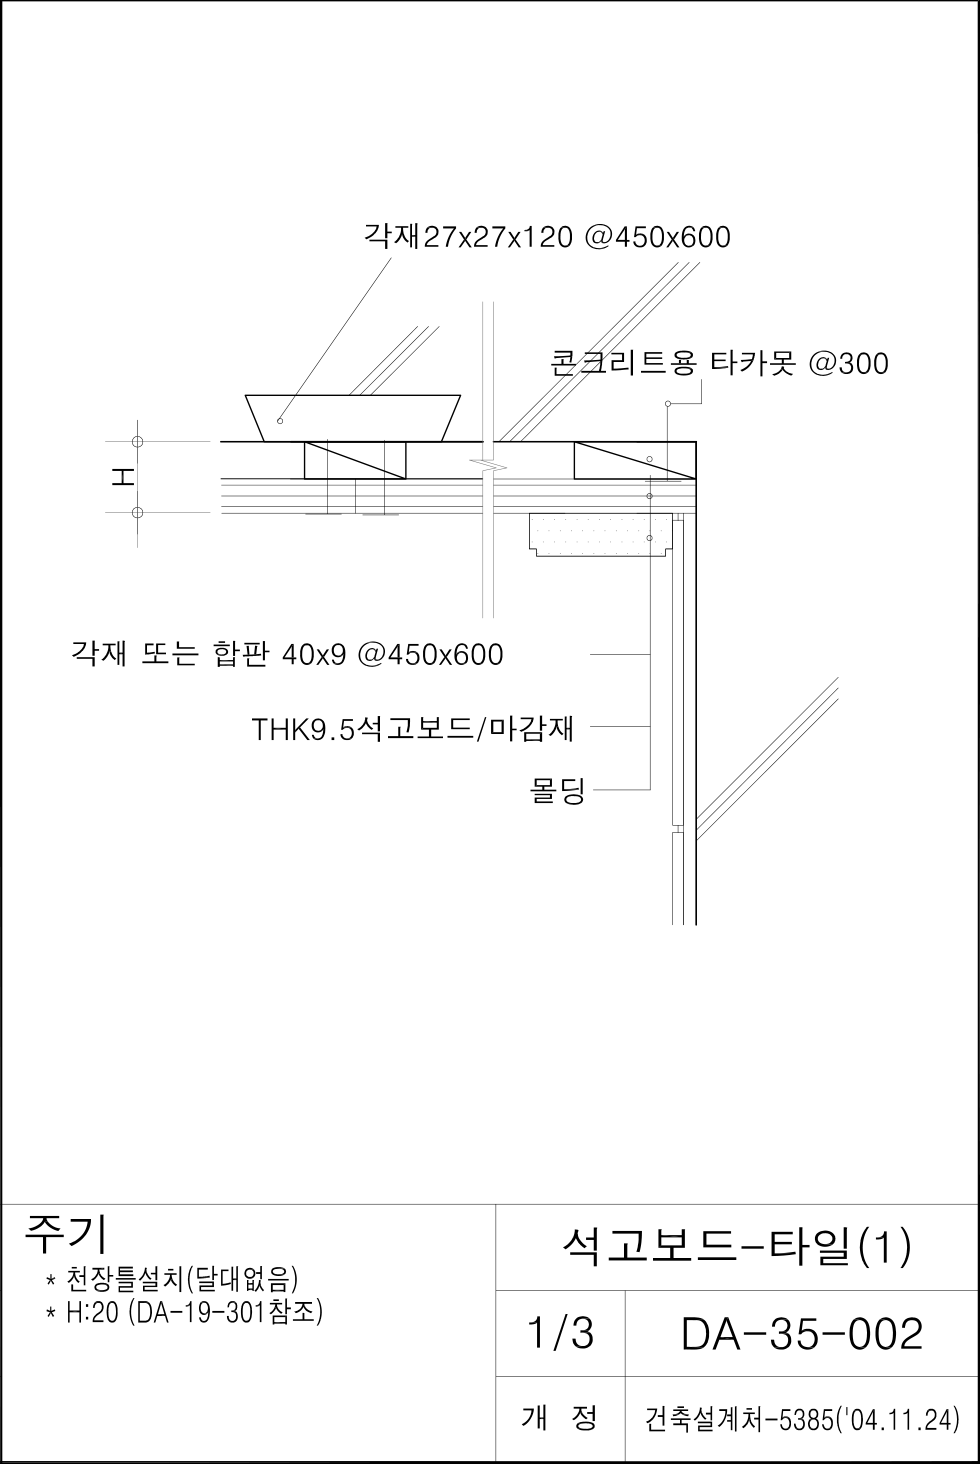 각재27x27x120 @450x600
콘크리트용 타카못 @300
H
각재 또는 합판 40x9 @450x600
THK9.5석고보드/마감재
몰딩
주기
* 천장틀설치(달대없음)
* H:20 (DA-19-301참조)
석고보드-타일(1)
1/3
DA-35-002
개 정
건축설계처-5385('04.11.24)